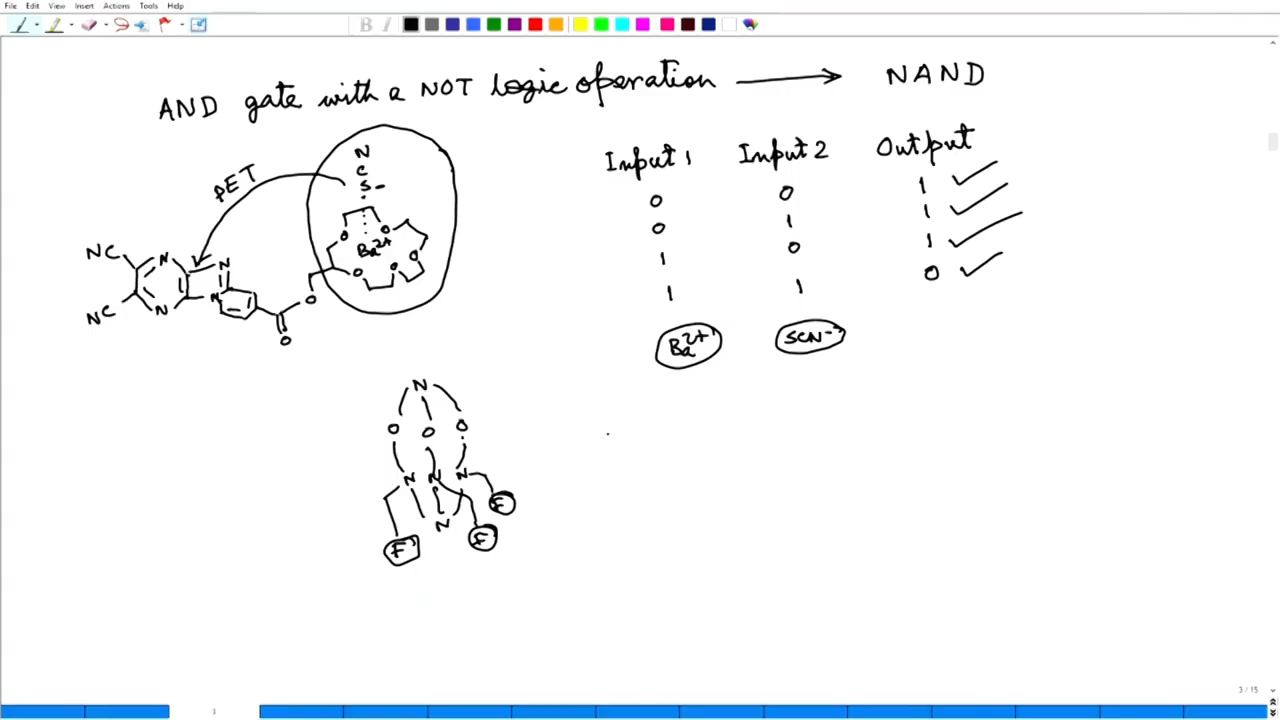 File Edit View Insert Actions Tools Help
B I
AND gate with a NOT logic operation → NAND
Input 1 Input 2 Output
0 0 1 ✓
0 1 1 ✓
1 0 1 ✓
1 1 0 ✓
Ba2+ SCN-
PET
N
C
S-
O O
Ba2+ O
O O
NC N N
NC N N
O
O
N
O O O
N N N
N
F F F
3 / 15
3